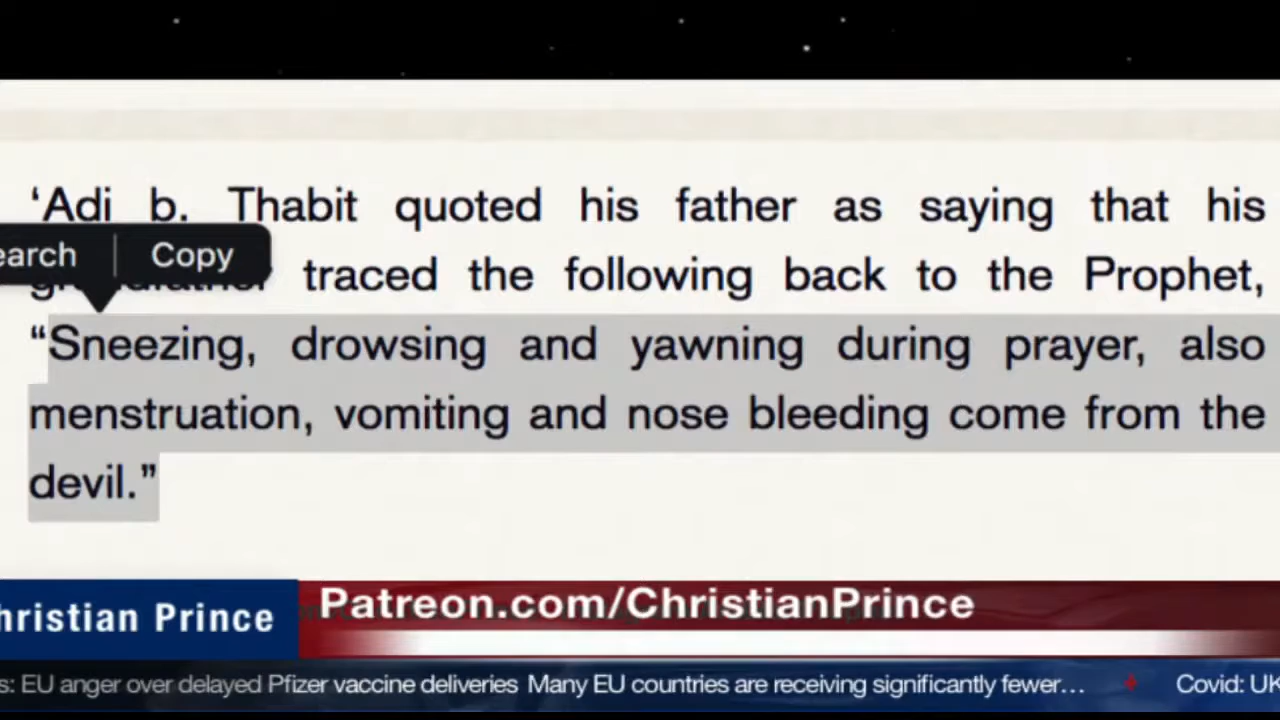 ‘Adi b. Thabit quoted his father as saying that his
earch | Copy
traced the following back to the Prophet,
“Sneezing, drowsing and yawning during prayer, also
menstruation, vomiting and nose bleeding come from the
devil.”
hristian Prince
Patreon.com/ChristianPrince
s: EU anger over delayed Pfizer vaccine deliveries Many EU countries are receiving significantly fewer... Covid: UK